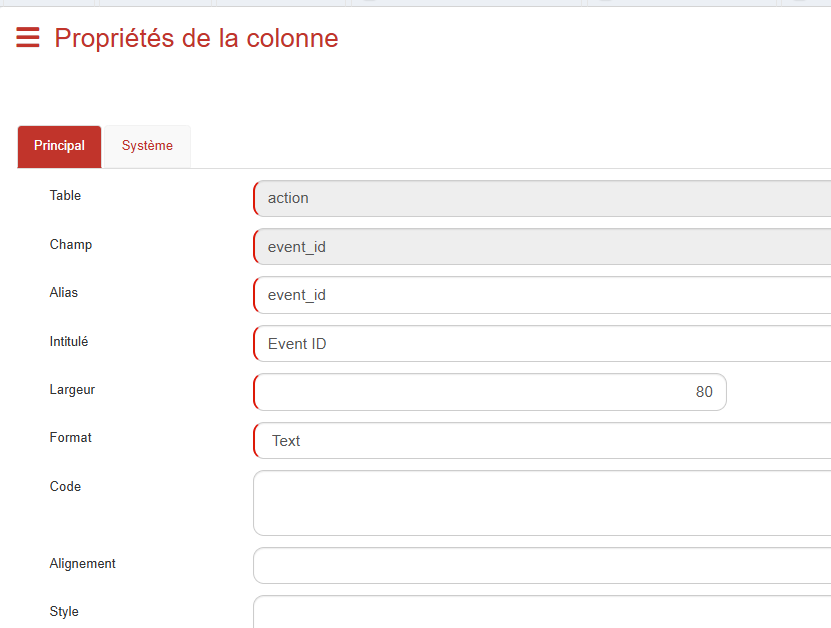 Propriétés de la colonne
Principal Système
Table action
Champ event_id
Alias event_id
Intitulé Event ID
Largeur 80
Format Text
Code
Alignement
Style